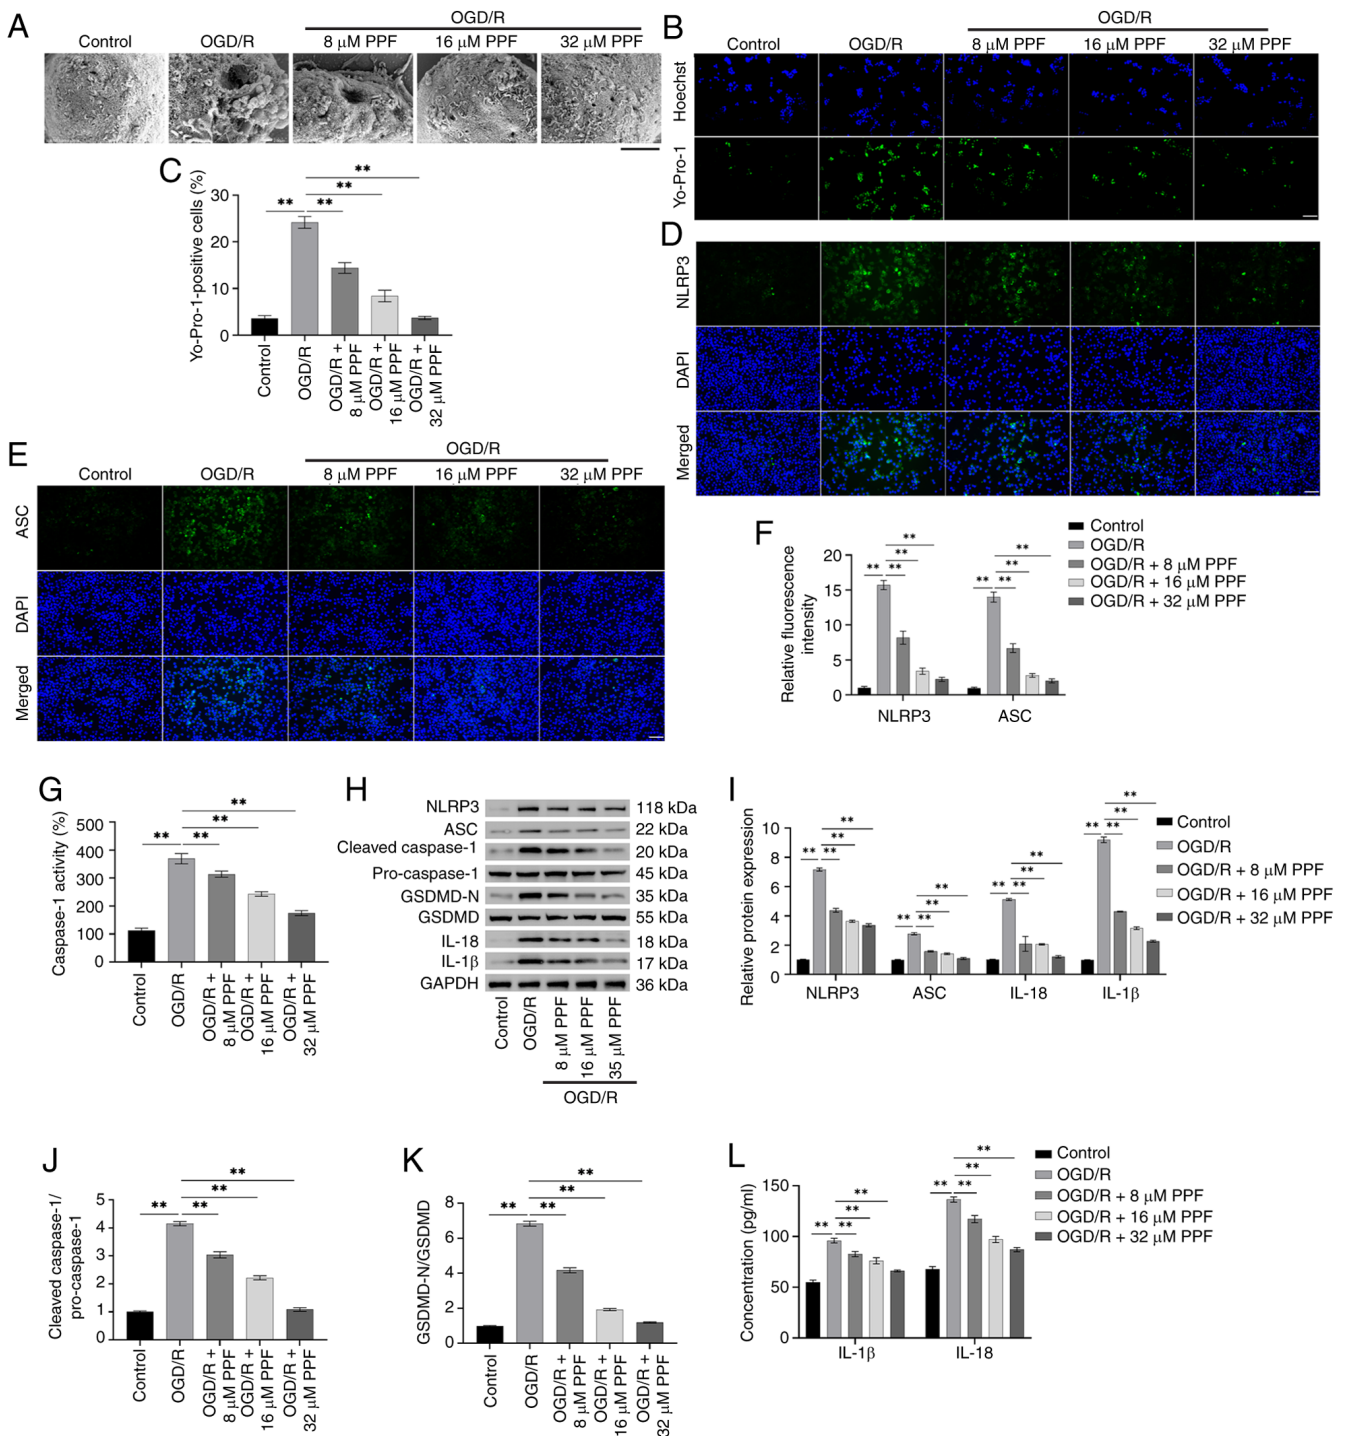 A
OGD/R
Control
OGD/R
8 μM PPF
16 μM PPF
32 μM PPF
B
OGD/R
Control
OGD/R
8 μM PPF
16 μM PPF
32 μM PPF
Hoechst
Yo-Pro-1
C
Yo-Pro-1-positive cells (%)
30
20
10
0
Control
OGD/R
OGD/R +
8 μM PPF
OGD/R +
16 μM PPF
OGD/R +
32 μM PPF
** ** ** **
D
NLRP3
DAPI
Merged
E
OGD/R
Control
OGD/R
8 μM PPF
16 μM PPF
32 μM PPF
ASC
DAPI
Merged
F
Relative fluorescence
intensity
20
15
10
5
0
** ** ** **
** ** ** **
NLRP3
ASC
Control
OGD/R
OGD/R + 8 μM PPF
OGD/R + 16 μM PPF
OGD/R + 32 μM PPF
G
Caspase-1 activity (%)
500
400
300
200
100
0
** ** ** **
Control
OGD/R
OGD/R +
8 μM PPF
OGD/R +
16 μM PPF
OGD/R +
32 μM PPF
H
NLRP3 118 kDa
ASC 22 kDa
Cleaved caspase-1 20 kDa
Pro-caspase-1 45 kDa
GSDMD-N 35 kDa
GSDMD 55 kDa
IL-18 18 kDa
IL-1β 17 kDa
GAPDH 36 kDa
Control
OGD/R
8 μM PPF
16 μM PPF
35 μM PPF
OGD/R
I
Relative protein expression
10
8
6
4
2
0
** ** ** **
** ** ** **
** ** ** **
** ** ** **
NLRP3
ASC
IL-18
IL-1β
Control
OGD/R
OGD/R + 8 μM PPF
OGD/R + 16 μM PPF
OGD/R + 32 μM PPF
J
Cleaved caspase-1/
pro-caspase-1
5
4
3
2
1
0
** ** ** **
Control
OGD/R
OGD/R +
8 μM PPF
OGD/R +
16 μM PPF
OGD/R +
32 μM PPF
K
GSDMD-N/GSDMD
8
6
4
2
0
** ** ** **
Control
OGD/R
OGD/R +
8 μM PPF
OGD/R +
16 μM PPF
OGD/R +
32 μM PPF
L
Concentration (pg/ml)
150
100
50
0
** ** ** **
** ** ** **
IL-1β
IL-18
Control
OGD/R
OGD/R + 8 μM PPF
OGD/R + 16 μM PPF
OGD/R + 32 μM PPF